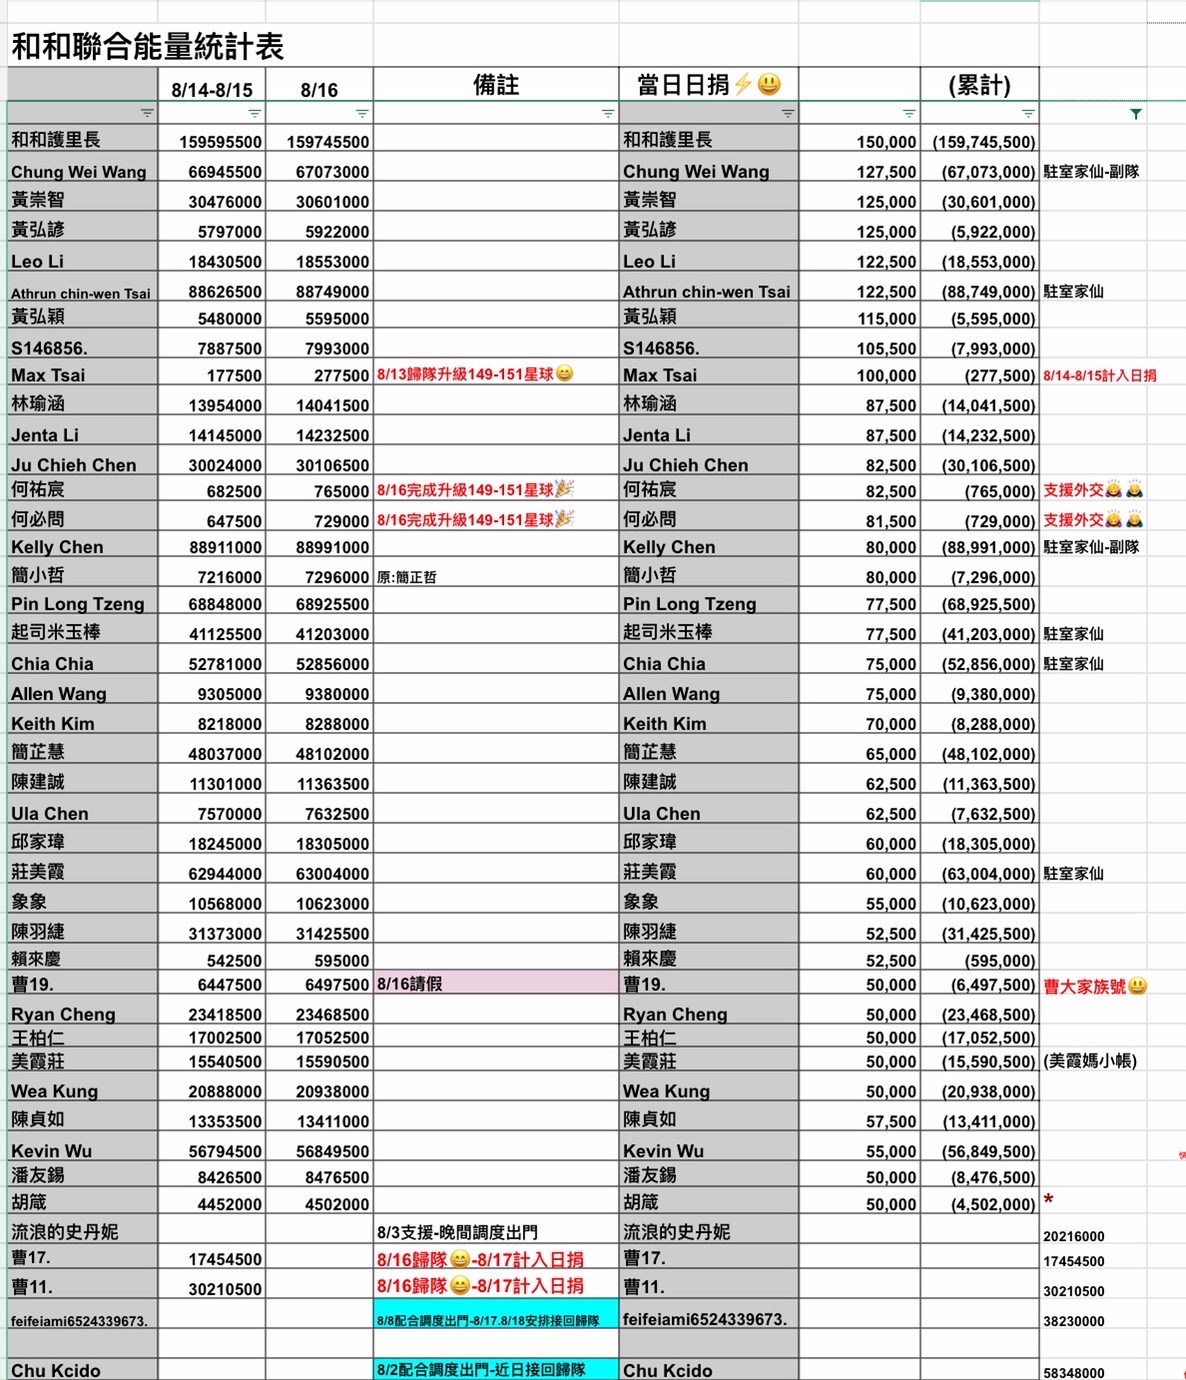 和和聯合能量統計表
8/14-8/15 8/16 備註 當日日捐⚡😃 (累計)
和和護里長 159595500 159745500 和和護里長 150,000 (159,745,500)
Chung Wei Wang 66945500 67073000 Chung Wei Wang 127,500 (67,073,000) 駐室家仙-副隊
黃崇智 30476000 30601000 黃崇智 125,000 (30,601,000)
黃弘諺 5797000 5922000 黃弘諺 125,000 (5,922,000)
Leo Li 18430500 18553000 Leo Li 122,500 (18,553,000)
Athrun chin-wen Tsai 88626500 88749000 Athrun chin-wen Tsai 122,500 (88,749,000) 駐室家仙
黃弘穎 5480000 5595000 黃弘穎 115,000 (5,595,000)
S146856. 7887500 7993000 S146856. 105,500 (7,993,000)
Max Tsai 177500 277500 8/13歸隊升級149-151星球😄 Max Tsai 100,000 (277,500) 8/14-8/15計入日捐
林瑜涵 13954000 14041500 林瑜涵 87,500 (14,041,500)
Jenta Li 14145000 14232500 Jenta Li 87,500 (14,232,500)
Ju Chieh Chen 30024000 30106500 Ju Chieh Chen 82,500 (30,106,500)
何祐宸 682500 765000 8/16完成升級149-151星球🎉 何祐宸 82,500 (765,000) 支援外交🙇‍♀️🙇
何必問 647500 729000 8/16完成升級149-151星球🎉 何必問 81,500 (729,000) 支援外交🙇‍♀️🙇
Kelly Chen 88911000 88991000 Kelly Chen 80,000 (88,991,000) 駐室家仙-副隊
簡小哲 7216000 7296000 原:簡正哲 簡小哲 80,000 (7,296,000)
Pin Long Tzeng 68848000 68925500 Pin Long Tzeng 77,500 (68,925,500)
起司米玉棒 41125500 41203000 起司米玉棒 77,500 (41,203,000) 駐室家仙
Chia Chia 52781000 52856000 Chia Chia 75,000 (52,856,000) 駐室家仙
Allen Wang 9305000 9380000 Allen Wang 75,000 (9,380,000)
Keith Kim 8218000 8288000 Keith Kim 70,000 (8,288,000)
簡芷慧 48037000 48102000 簡芷慧 65,000 (48,102,000)
陳建誠 11301000 11363500 陳建誠 62,500 (11,363,500)
Ula Chen 7570000 7632500 Ula Chen 62,500 (7,632,500)
邱家瑋 18245000 18305000 邱家瑋 60,000 (18,305,000)
莊美霞 62944000 63004000 莊美霞 60,000 (63,004,000) 駐室家仙
象象 10568000 10623000 象象 55,000 (10,623,000)
陳羽緁 31373000 31425500 陳羽緁 52,500 (31,425,500)
賴來慶 542500 595000 賴來慶 52,500 (595,000)
曹19. 6447500 6497500 8/16請假 曹19. 50,000 (6,497,500) 曹大家族號😃
Ryan Cheng 23418500 23468500 Ryan Cheng 50,000 (23,468,500)
王柏仁 17002500 17052500 王柏仁 50,000 (17,052,500)
美霞莊 15540500 15590500 美霞莊 50,000 (15,590,500) (美霞媽小帳)
Wea Kung 20888000 20938000 Wea Kung 50,000 (20,938,000)
陳貞如 13353500 13411000 陳貞如 57,500 (13,411,000)
Kevin Wu 56794500 56849500 Kevin Wu 55,000 (56,849,500)
潘友錫 8426500 8476500 潘友錫 50,000 (8,476,500)
胡箴 4452000 4502000 胡箴 50,000 (4,502,000) *
流浪的史丹妮 8/3支援-晚間調度出門 流浪的史丹妮 20216000
曹17. 17454500 8/16歸隊😄-8/17計入日捐 曹17. 17454500
曹11. 30210500 8/16歸隊😄-8/17計入日捐 曹11. 30210500
feifeiami6524339673. 8/8配合調度出門-8/17.8/18安排接回歸隊 feifeiami6524339673. 38230000
Chu Kcido 8/2配合調度出門-近日接回歸隊 Chu Kcido 58348000